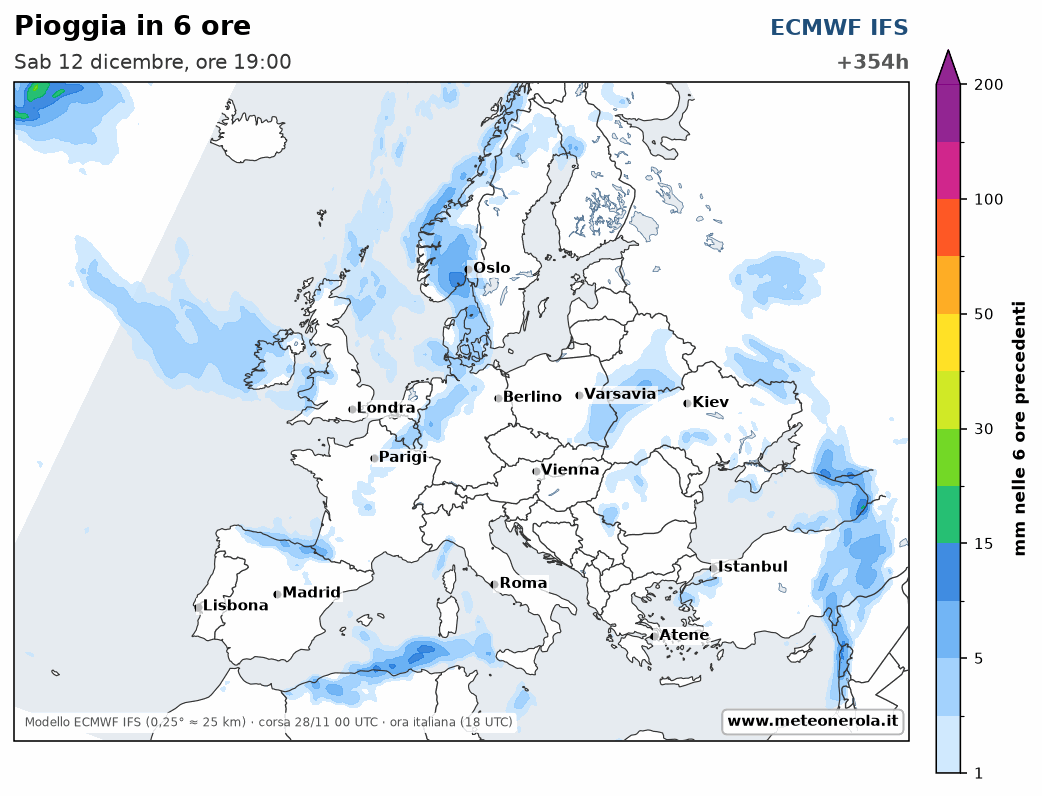 Pioggia in 6 ore
ECMWF IFS
Sab 12 dicembre, ore 19:00
+354h
200
100
50
30
15
5
1
mm nelle 6 ore precedenti
Oslo
Londra
Berlino
Varsavia
Kiev
Parigi
Vienna
Istanbul
Roma
Madrid
Lisbona
Atene
Modello ECMWF IFS (0,25° ≈ 25 km) · corsa 28/11 00 UTC · ora italiana (18 UTC)
www.meteonerola.it